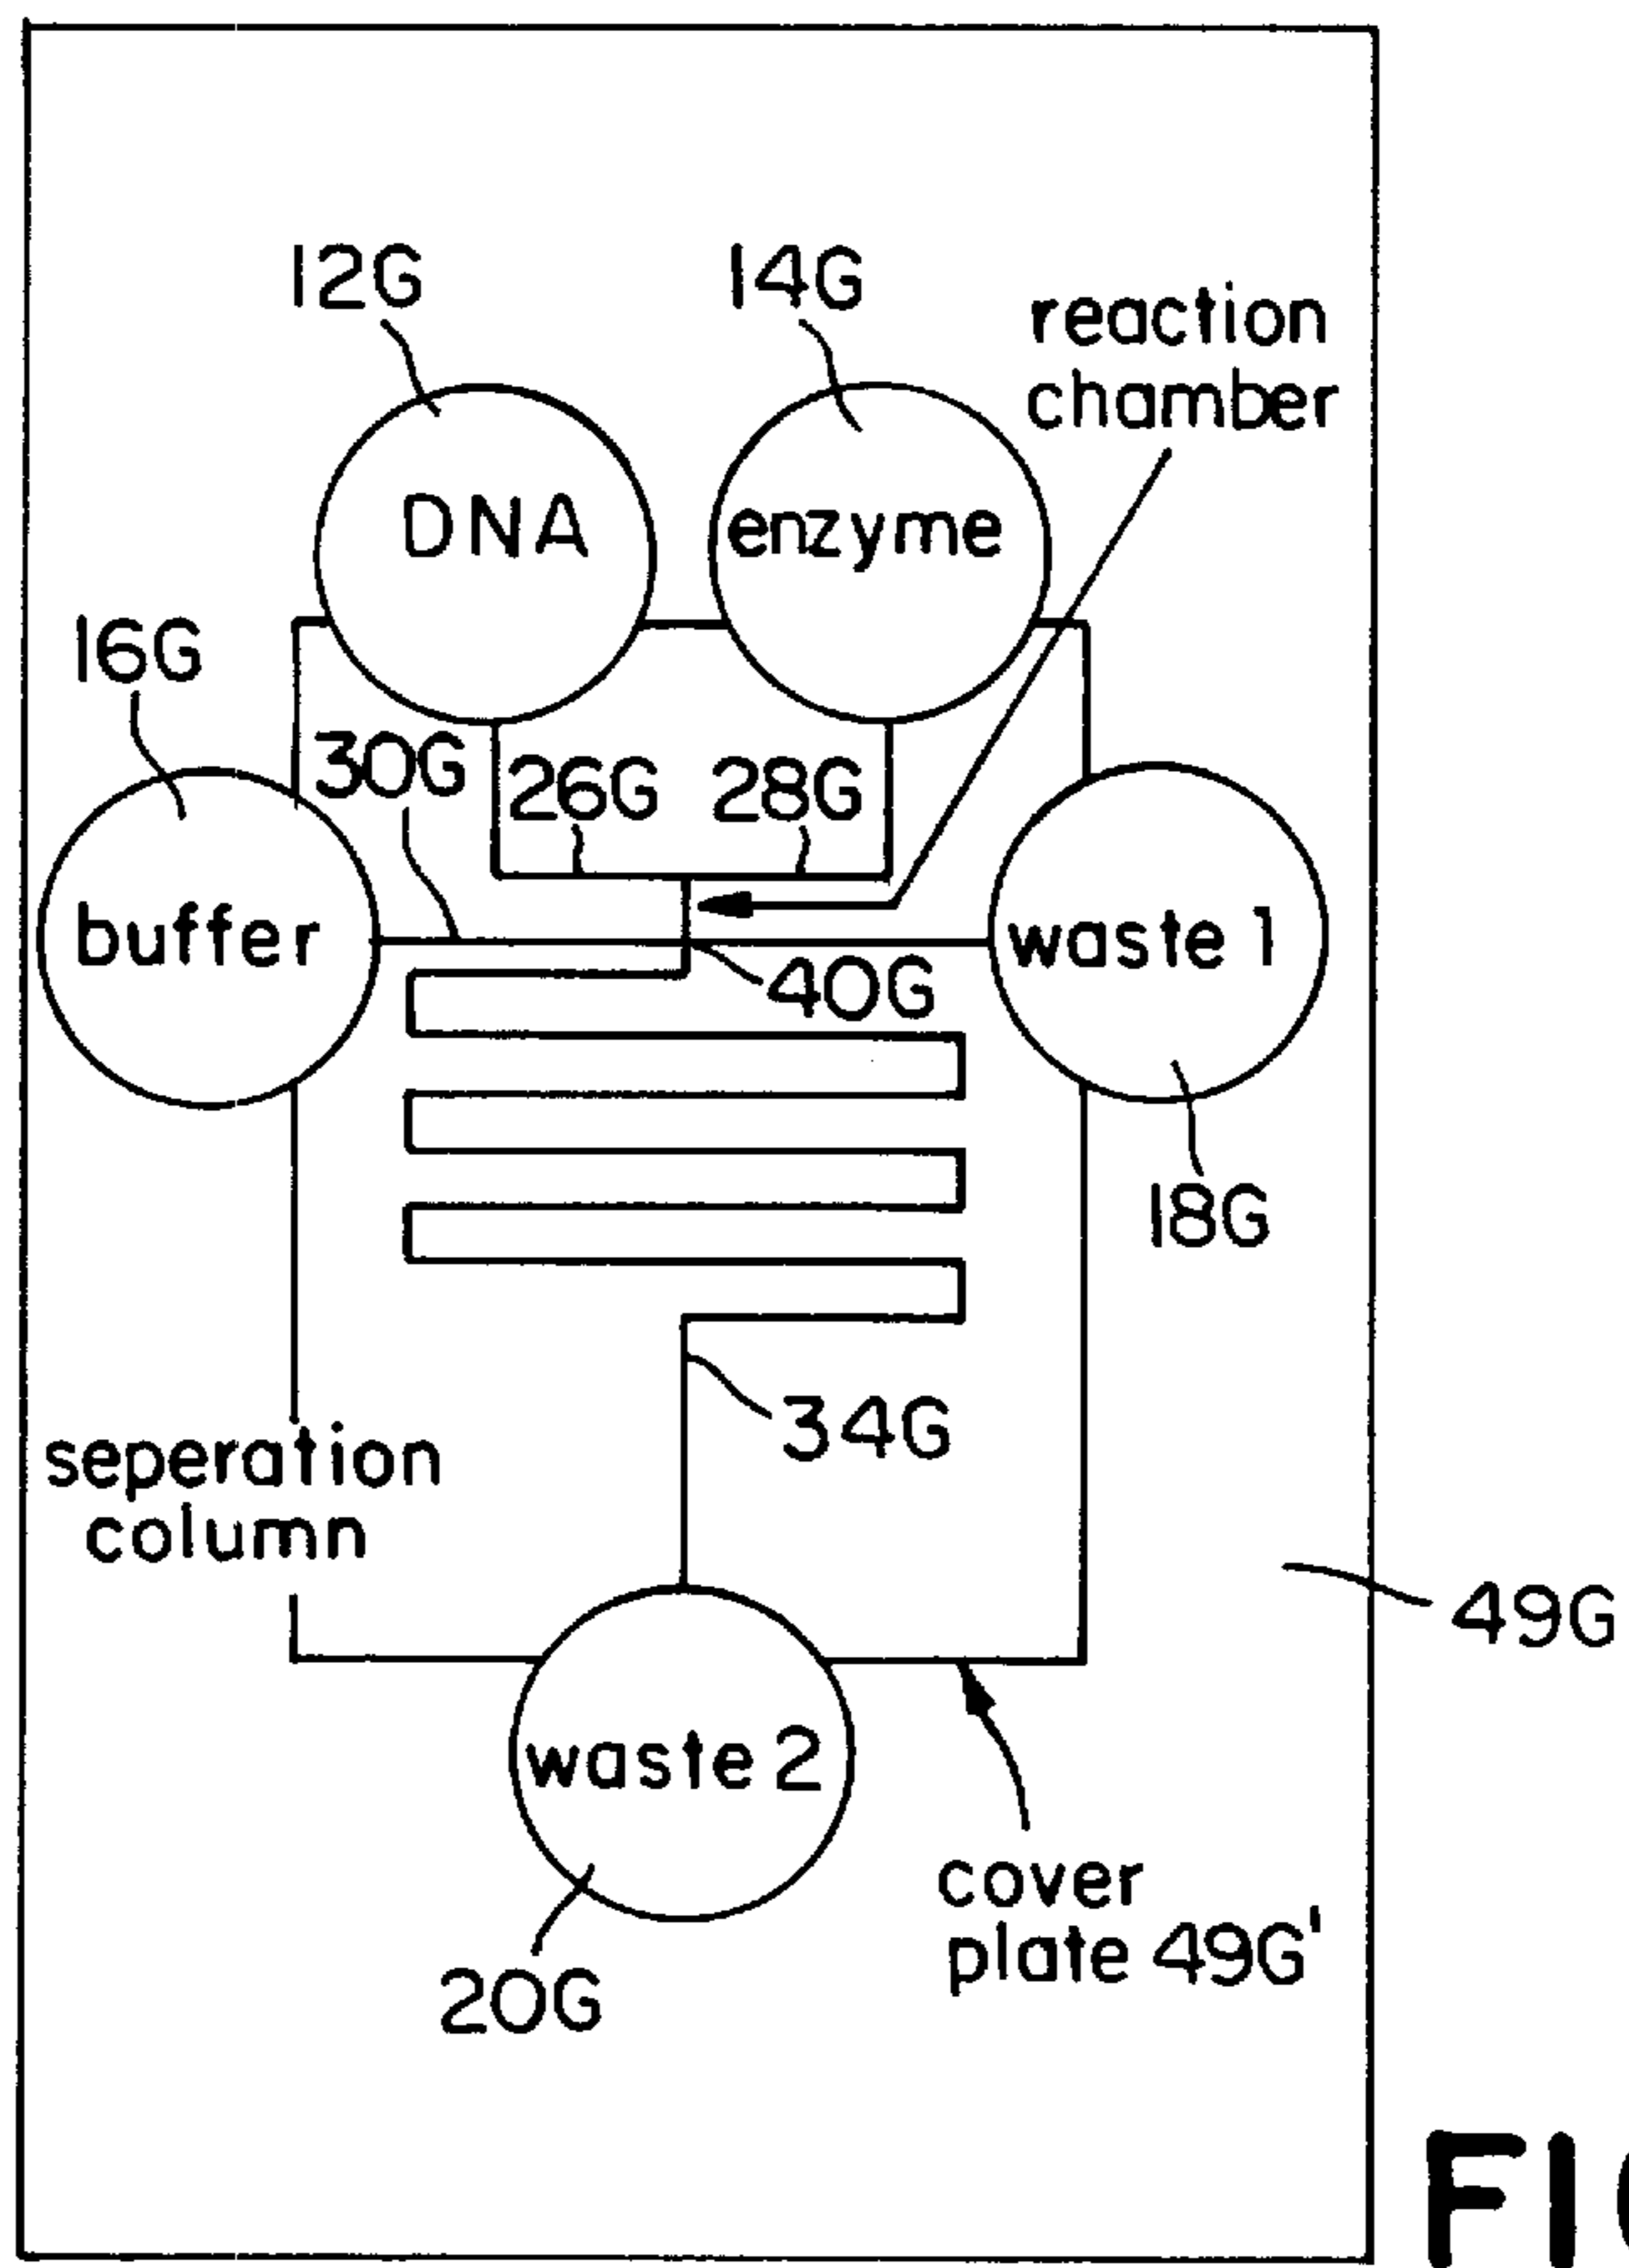 12G
14G
reaction
chamber
DNA
enzyme
16G
30G
26G
28G
buffer
waste 1
40G
18G
34G
seperation
column
49G
waste 2
cover
plate 49G'
20G